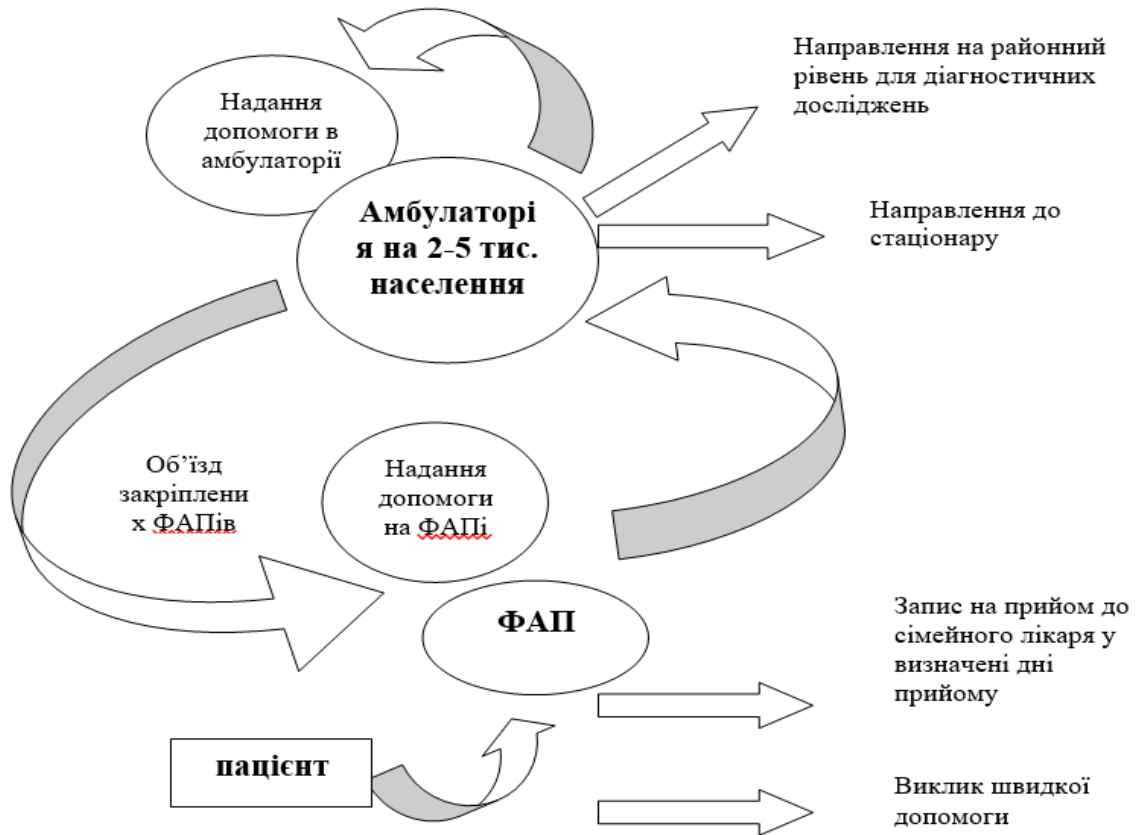 Надання
допомоги в
амбулаторії
Направлення на районний
рівень для діагностичних
досліджень
Амбулаторі
я на 2-5 тис.
населення
Направлення до
стаціонару
Об’їзд
закріплени
х ФАПів
Надання
допомоги
на ФАПі
ФАП
Запис на прийом до
сімейного лікаря у
визначені дні
прийому
пацієнт
Виклик швидкої
допомоги